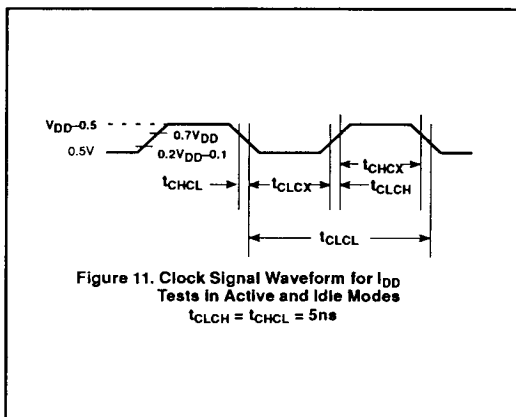 VDD–0.5
0.7VDD
0.5V
0.2VDD–0.1
tCHCX
tCHCL
tCLCX
tCLCH
tCLCL
Figure 11. Clock Signal Waveform for IDD
Tests in Active and Idle Modes
tCLCH = tCHCL = 5ns